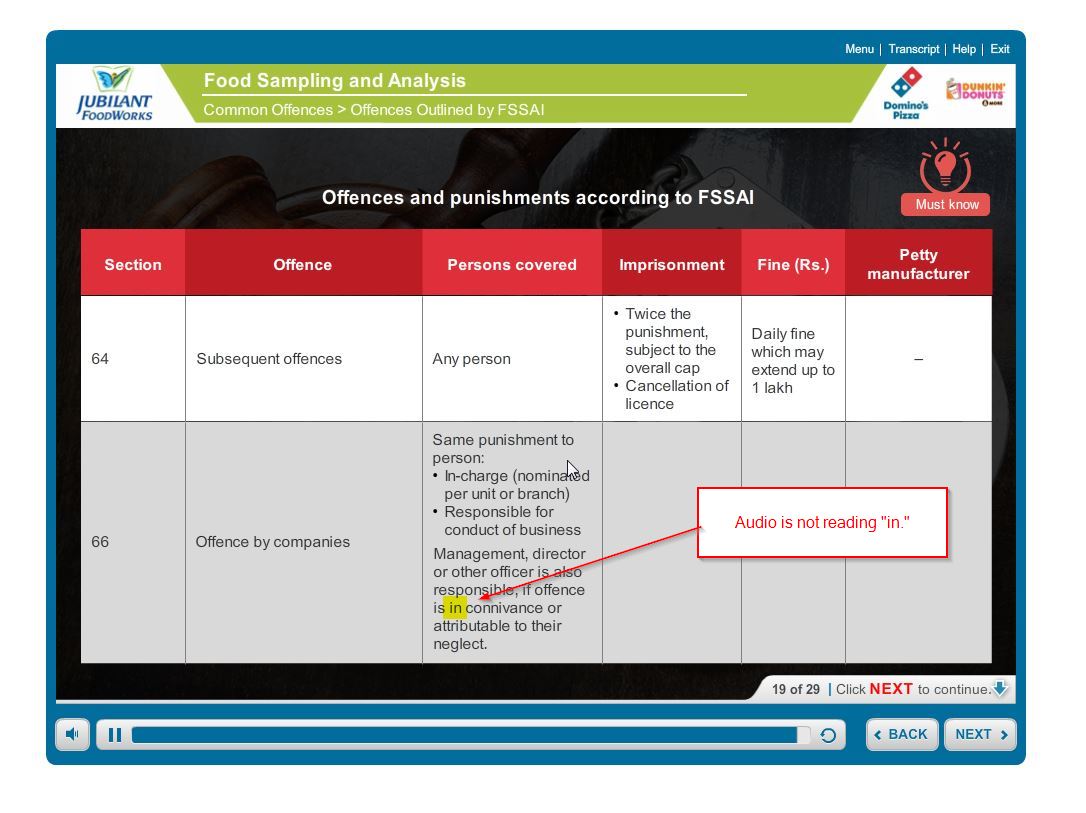 Menu | Transcript | Help | Exit
JUBILANT
FOODWORKS
Food Sampling and Analysis
Common Offences > Offences Outlined by FSSAI
Domino's
Pizza
DUNKIN'
DONUTS
& MORE
Offences and punishments according to FSSAI
Must know
Section
Offence
Persons covered
Imprisonment
Fine (Rs.)
Petty
manufacturer
64
Subsequent offences
Any person
• Twice the
punishment,
subject to the
overall cap
• Cancellation of
licence
Daily fine
which may
extend up to
1 lakh
–
66
Offence by companies
Same punishment to
person:
• In-charge (nominated
per unit or branch)
• Responsible for
conduct of business
Management, director
or other officer is also
responsible, if offence
is in connivance or
attributable to their
neglect.
Audio is not reading "in."
19 of 29 | Click NEXT to continue.
BACK
NEXT